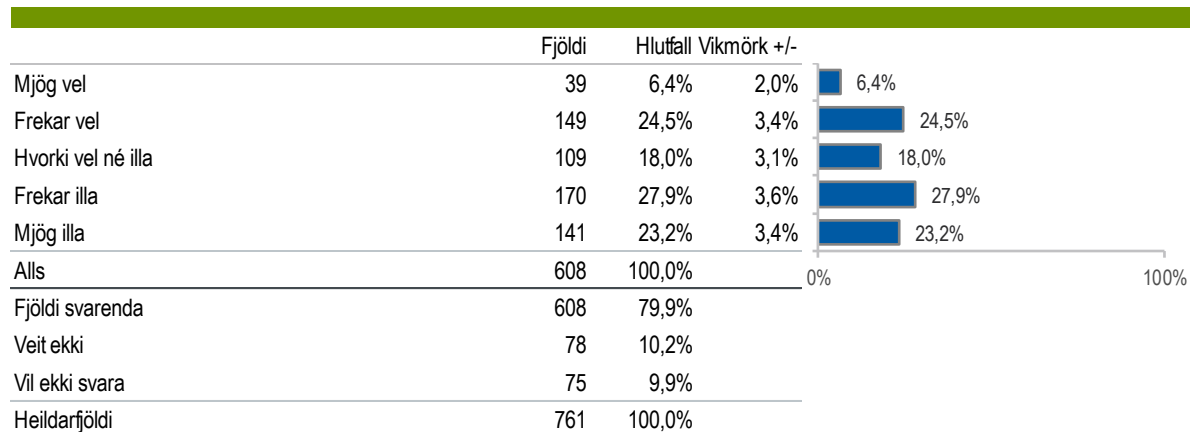 Fjöldi Hlutfall Vikmörk +/-
Mjög vel 39 6,4% 2,0% 6,4%
Frekar vel 149 24,5% 3,4% 24,5%
Hvorki vel né illa 109 18,0% 3,1% 18,0%
Frekar illa 170 27,9% 3,6% 27,9%
Mjög illa 141 23,2% 3,4% 23,2%
Alls 608 100,0% 0% 100%
Fjöldi svarenda 608 79,9%
Veit ekki 78 10,2%
Vil ekki svara 75 9,9%
Heildarfjöldi 761 100,0%